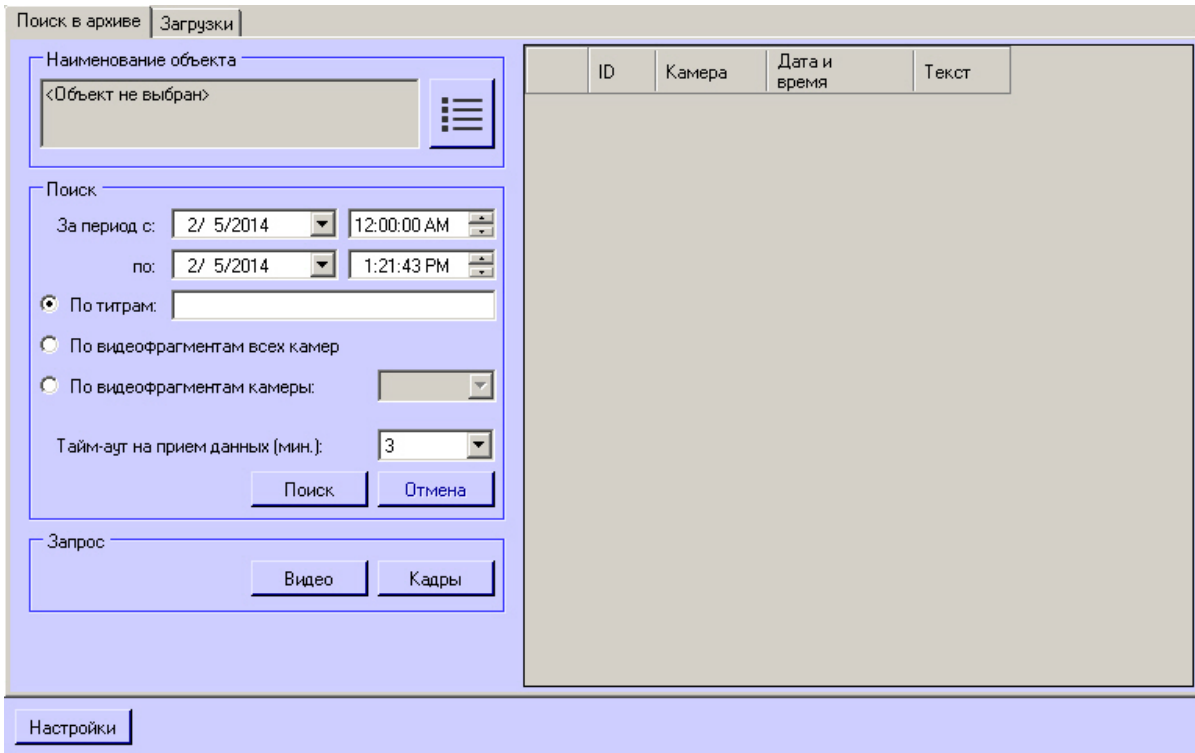 Поиск в архиве
Загрузки
Наименование объекта
<Объект не выбран>
Поиск
За период с: 2/ 5/2014 12:00:00 AM
по: 2/ 5/2014 1:21:43 PM
По титрам:
По видеофрагментам всех камер
По видеофрагментам камеры:
Тайм-аут на прием данных (мин.): 3
Поиск Отмена
Запрос
Видео Кадры
ID Камера Дата и время Текст
Настройки